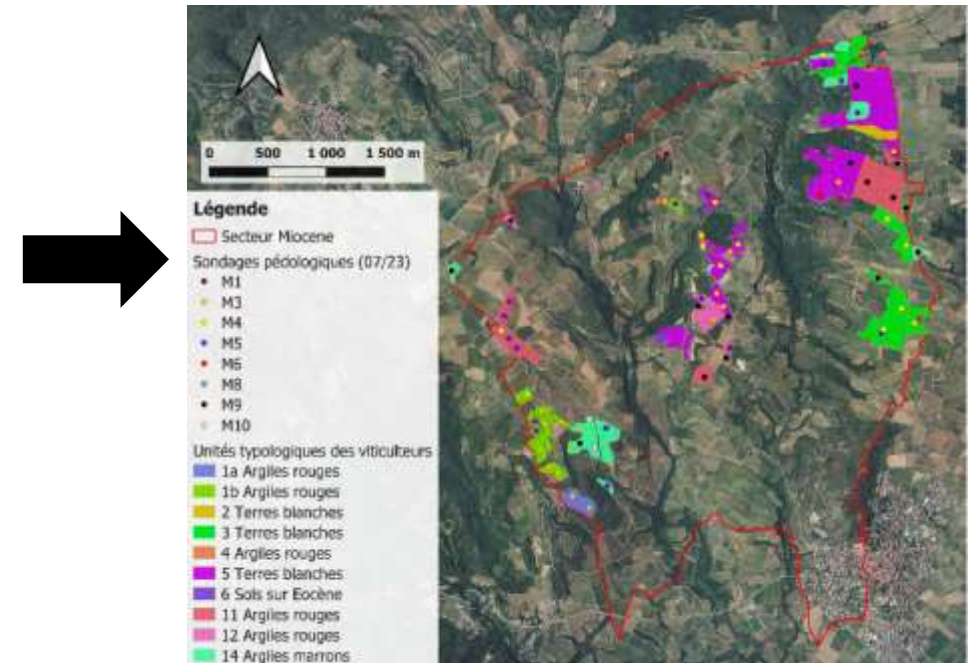 0 500 1 000 1 500 m
Légende
Secteur Miocene
Sondages pédologiques (07/23)
M1
M3
M4
M5
M6
M8
M9
M10
Unités typologiques des viticulteurs
1a Argiles rouges
1b Argiles rouges
2 Terres blanches
3 Terres blanches
4 Argiles rouges
5 Terres blanches
6 Sols sur Eocène
11 Argiles rouges
12 Argiles rouges
14 Argiles marrons